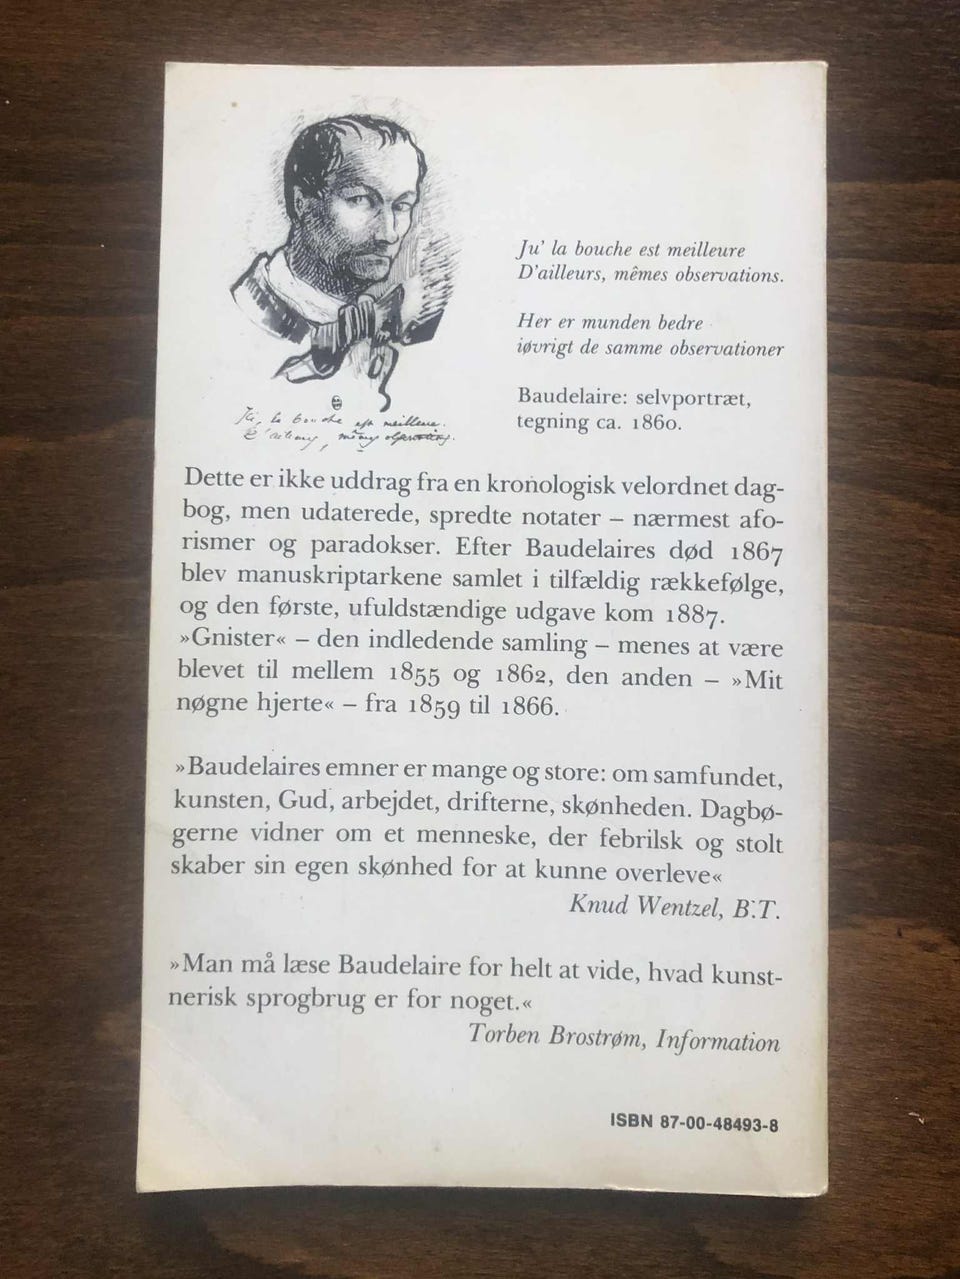 Ju' la bouche est meilleure
D'ailleurs, mêmes observations.
Her er munden bedre
iøvrigt de samme observationer
Baudelaire: selvportræt,
tegning ca. 1860.
la bouche est meilleure.
mêmes observations.
Dette er ikke uddrag fra en kronologisk velordnet dag-
bog, men udaterede, spredte notater – nærmest afo-
rismer og paradokser. Efter Baudelaires død 1867
blev manuskriptarkene samlet i tilfældig rækkefølge,
og den første, ufuldstændige udgave kom 1887.
»Gnister« – den indledende samling – menes at være
blevet til mellem 1855 og 1862, den anden – »Mit
nøgne hjerte« – fra 1859 til 1866.
»Baudelaires emner er mange og store: om samfundet,
kunsten, Gud, arbejdet, drifterne, skønheden. Dagbø-
gerne vidner om et menneske, der febrilsk og stolt
skaber sin egen skønhed for at kunne overleve«
Knud Wentzel, B.T.
»Man må læse Baudelaire for helt at vide, hvad kunst-
nerisk sprogbrug er for noget.«
Torben Brostrøm, Information
ISBN 87-00-48493-8